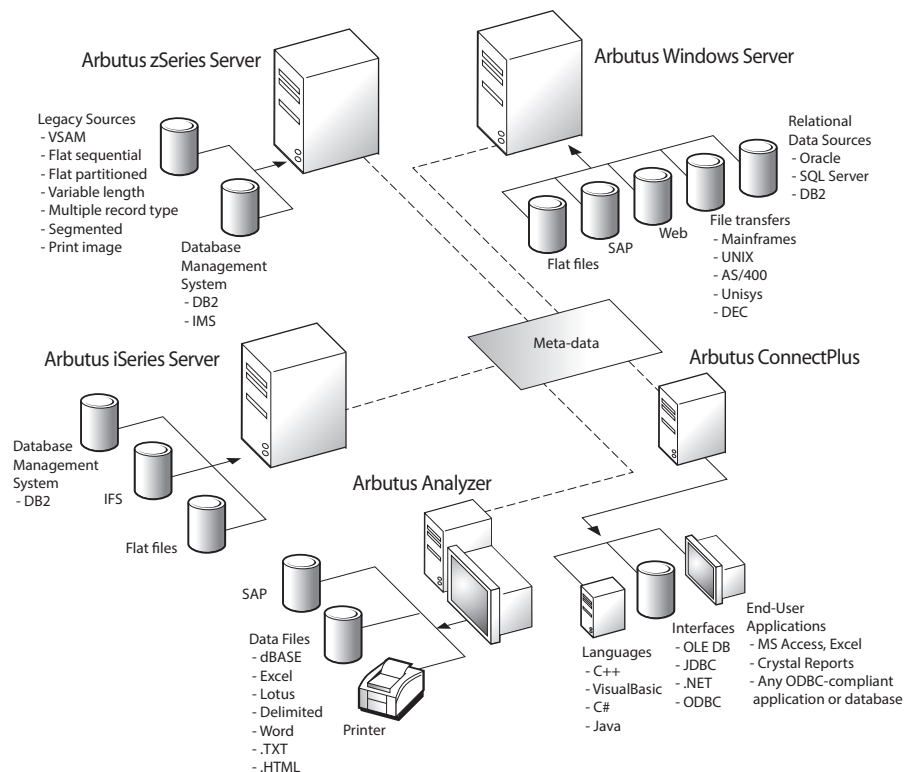 Arbutus zSeries Server
Legacy Sources
- VSAM
- Flat sequential
- Flat partitioned
- Variable length
- Multiple record type
- Segmented
- Print image
Database
Management
System
- DB2
- IMS
Arbutus Windows Server
Relational
Data Sources
- Oracle
- SQL Server
- DB2
Flat files
SAP
Web
File transfers
- Mainframes
- UNIX
- AS/400
- Unisys
- DEC
Meta-data
Arbutus iSeries Server
Database
Management
System
- DB2
IFS
Flat files
Arbutus ConnectPlus
Arbutus Analyzer
SAP
Data Files
- dBASE
- Excel
- Lotus
- Delimited
- Word
- .TXT
- .HTML
Printer
Languages
- C++
- VisualBasic
- C#
- Java
Interfaces
- OLE DB
- JDBC
- .NET
- ODBC
End-User
Applications
- MS Access, Excel
- Crystal Reports
- Any ODBC-compliant
application or database